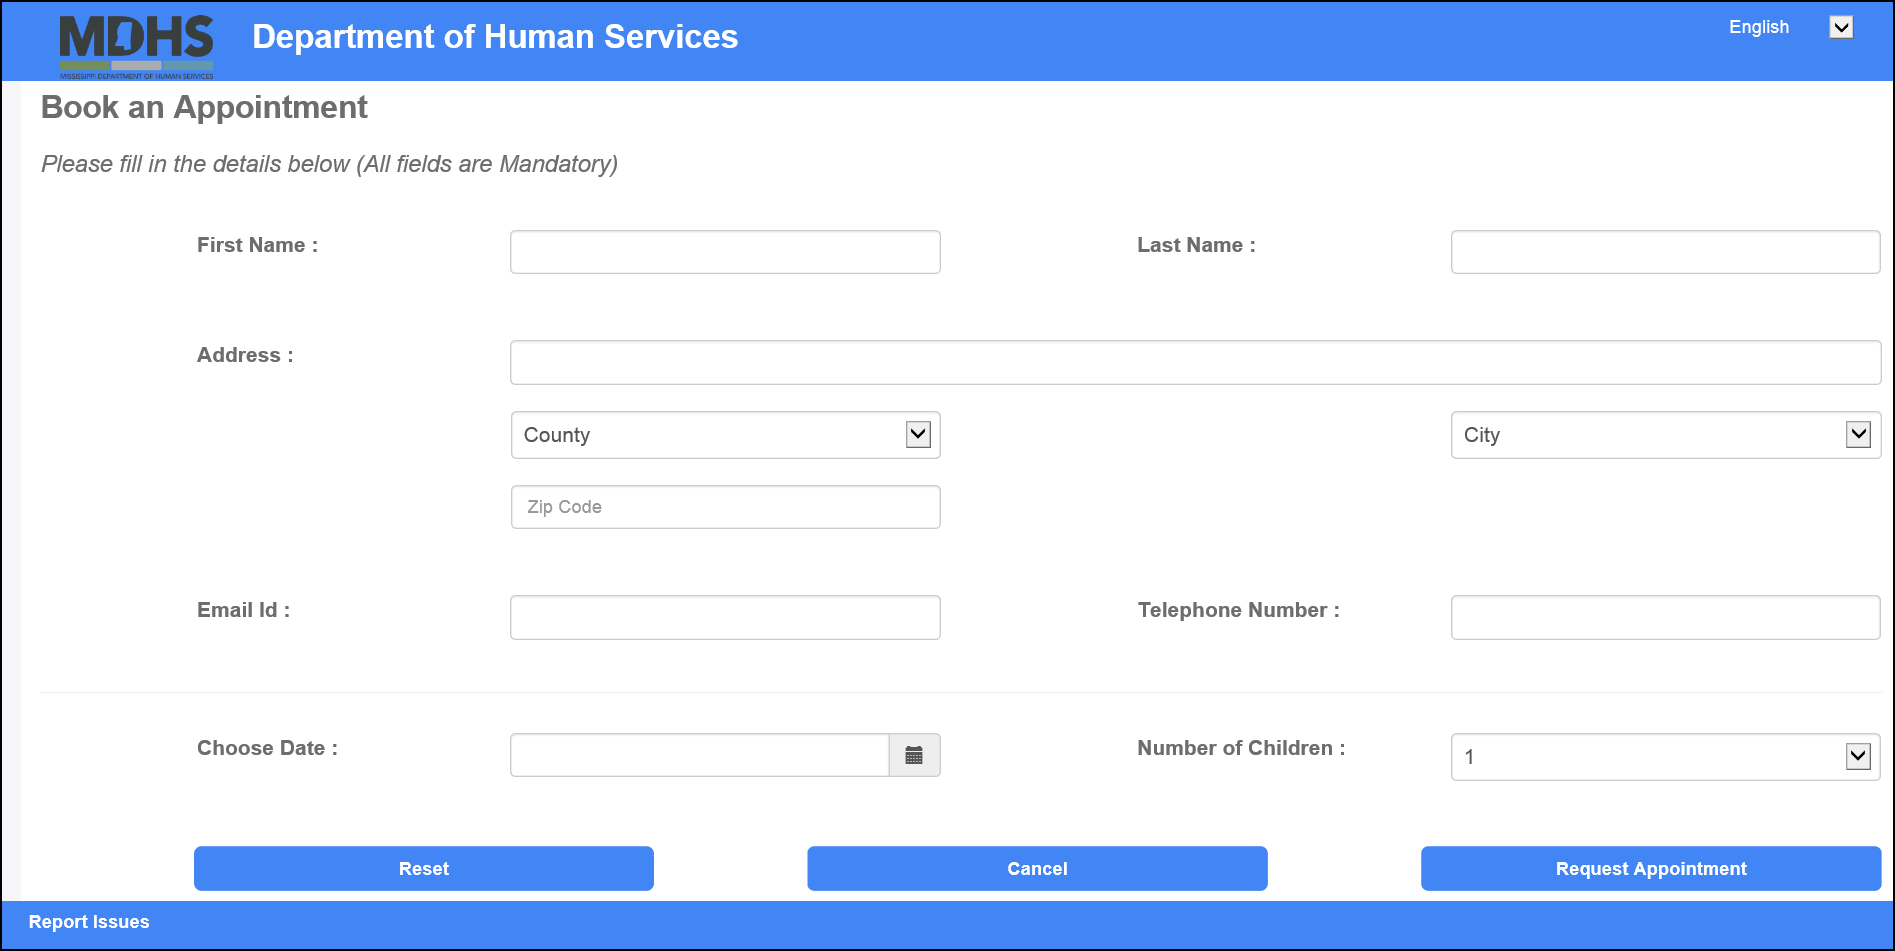 MDHS
MISSISSIPPI DEPARTMENT OF HUMAN SERVICES
Department of Human Services
English
Book an Appointment
Please fill in the details below (All fields are Mandatory)
First Name :
Last Name :
Address :
County
City
Zip Code
Email Id :
Telephone Number :
Choose Date :
Number of Children :
1
Reset
Cancel
Request Appointment
Report Issues